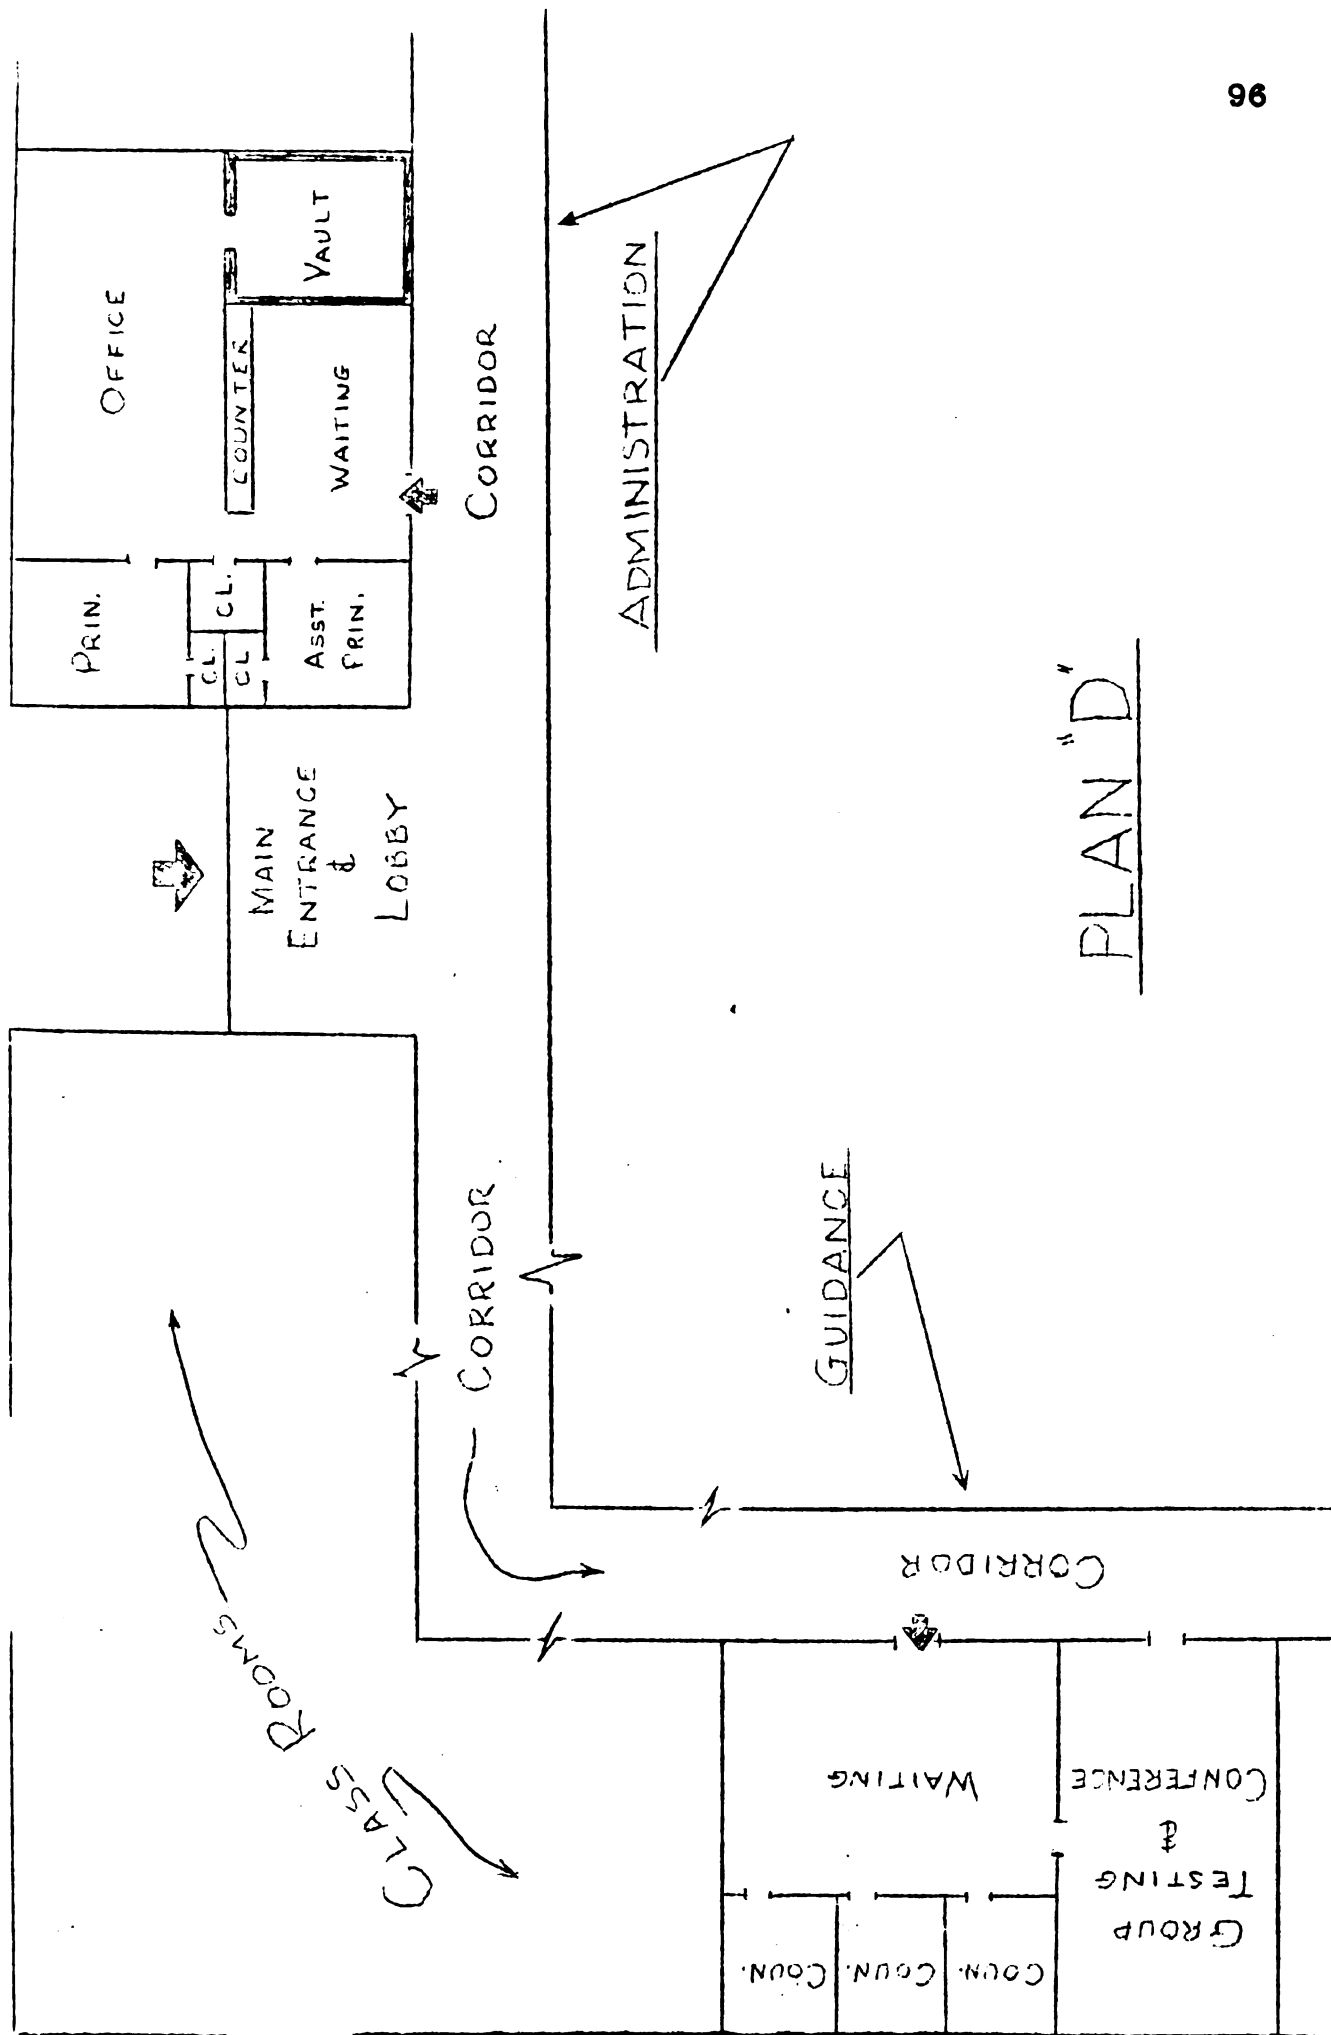 96
OFFICE
VAULT
COUNTER
WAITING
PRIN.
CL.
CL.
CL
ASST.
PRIN.
CORRIDOR
ADMINISTRATION
MAIN
ENTRANCE
&
LOBBY
PLAN "D"
CORRIDOR
GUIDANCE
CLASS ROOMS
CORRIDOR
WAITING
CONFERENCE
&
TESTING
GROUP
COUN.
COUN.
COUN.